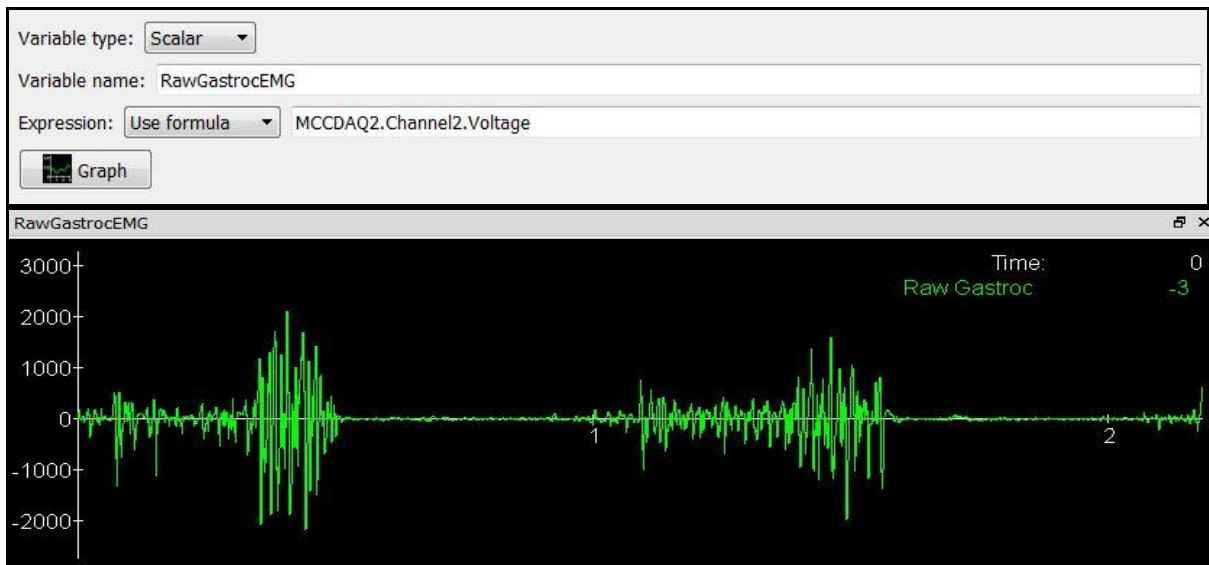 Variable type: Scalar
Variable name: RawGastrocEMG
Expression: Use formula MCCDAQ2.Channel2.Voltage
Graph
RawGastrocEMG
3000 Time: 0
Raw Gastroc -3
2000
1000
0
1 2
-1000
-2000